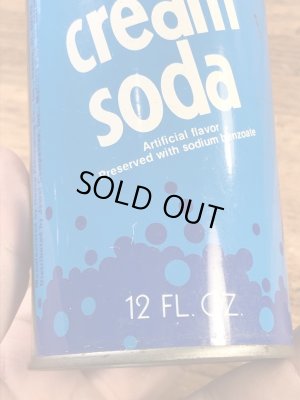 cream
soda
Artificial flavor
Preserved with sodium benzoate
SOLD OUT
12 FL. OZ.